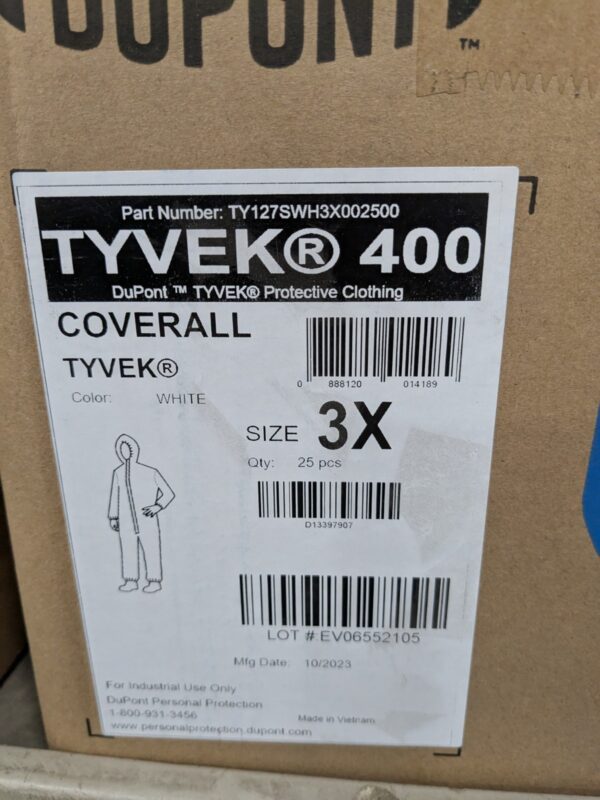 DUPONT™
Part Number: TY127SWH3X002500
TYVEK® 400
DuPont ™ TYVEK® Protective Clothing
COVERALL
TYVEK®
0 888120 014189
Color: WHITE
SIZE 3X
Qty: 25 pcs
D13397907
LOT # EV06552105
Mfg Date: 10/2023
For Industrial Use Only
DuPont Personal Protection
1-800-931-3456
Made in Vietnam
www.personalprotection.dupont.com